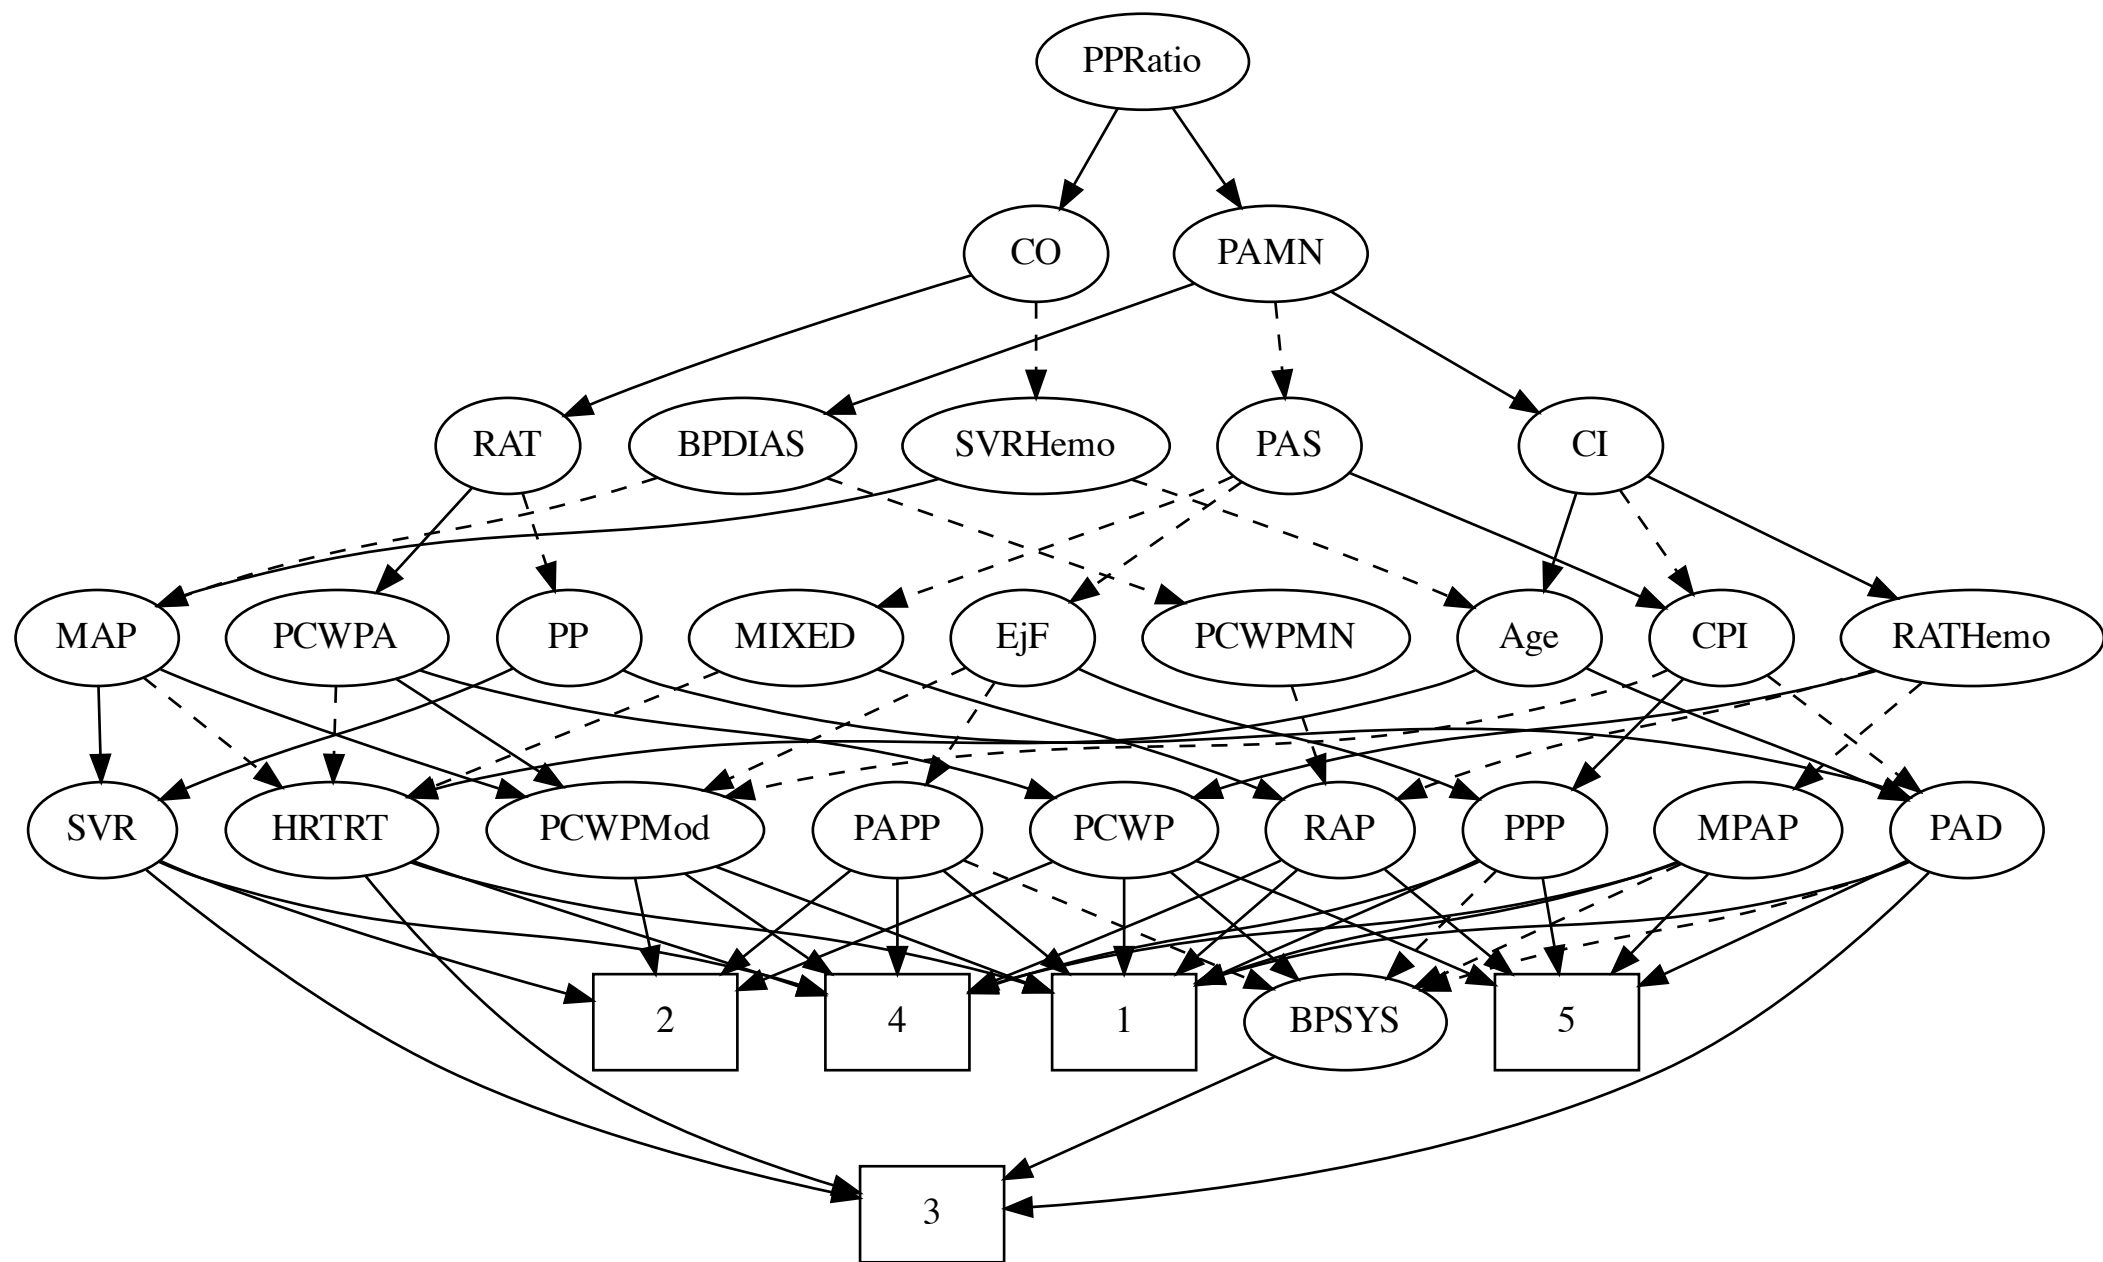 PPRatio
CO
PAMN
RAT
BPDIAS
SVRHemo
PAS
CI
MAP
PCWPA
PP
MIXED
EjF
PCWPMN
Age
CPI
RATHemo
SVR
HRTRT
PCWPMod
PAPP
PCWP
RAP
PPP
MPAP
PAD
2
4
1
BPSYS
5
3